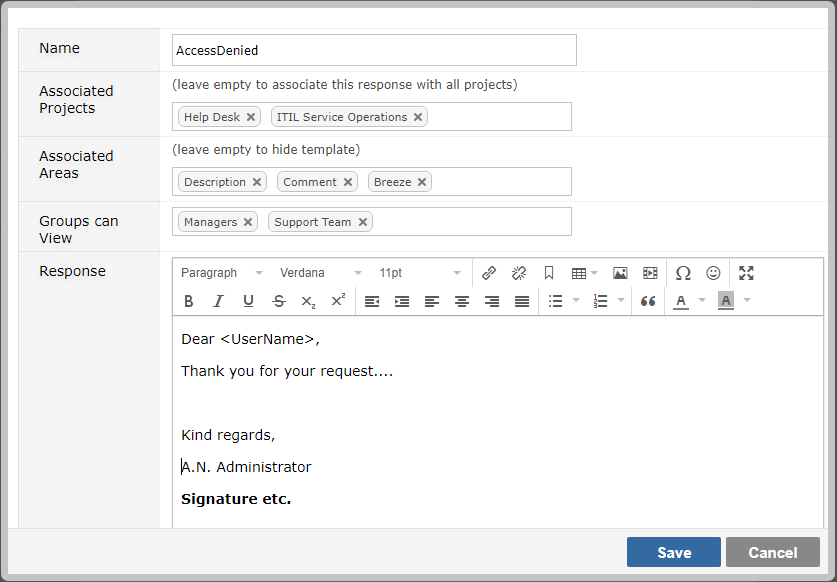 Name
AccessDenied
Associated Projects
(leave empty to associate this response with all projects)
Help Desk ITIL Service Operations
Associated Areas
(leave empty to hide template)
Description Comment Breeze
Groups can View
Managers Support Team
Response
Paragraph Verdana 11pt
B I U S X2 X2
A A
Dear <UserName>,
Thank you for your request....
Kind regards,
A.N. Administrator
Signature etc.
Save Cancel